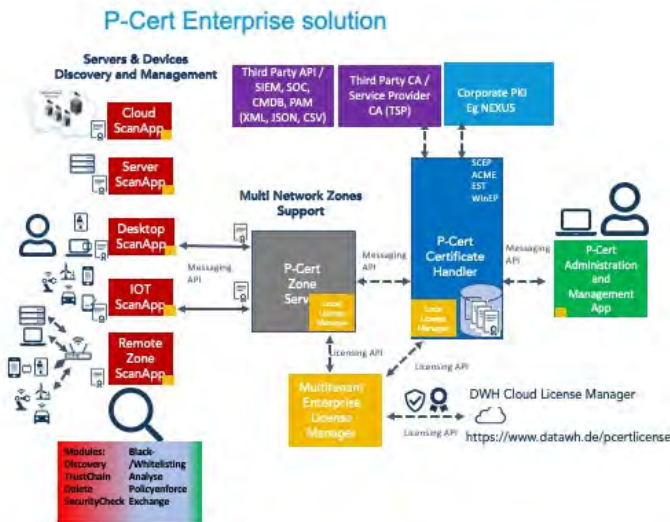 P-Cert Enterprise solution
Servers & Devices
Discovery and Management
Cloud
ScanApp
Server
ScanApp
Desktop
ScanApp
IOT
ScanApp
Remote
Zone
ScanApp
Third Party API /
SIEM, SOC,
CMDB, PAM
(XML, JSON, CSV)
Third Party CA /
Service Provider
CA (TSP)
Corporate PKI
Eg NEXUS
SCEP
ACME
EST
WinEP
Multi Network Zones
Support
Messaging
API
P-Cert
Zone
Serv
Local
License
Manager
Messaging
API
P-Cert
Certificate
Handler
Local
License
Manager
Messaging
API
P-Cert
Administration
and
Management
App
Licensing API
Licensing API
Multitenant/
Enterprise
License
Manager
Licensing API
DWH Cloud License Manager
https://www.datawh.de/pcertlicense
Modules: Black-
Discovery /Whitelisting
TrustChain Analyse
Delete Policyenforce
SecurityCheck Exchange